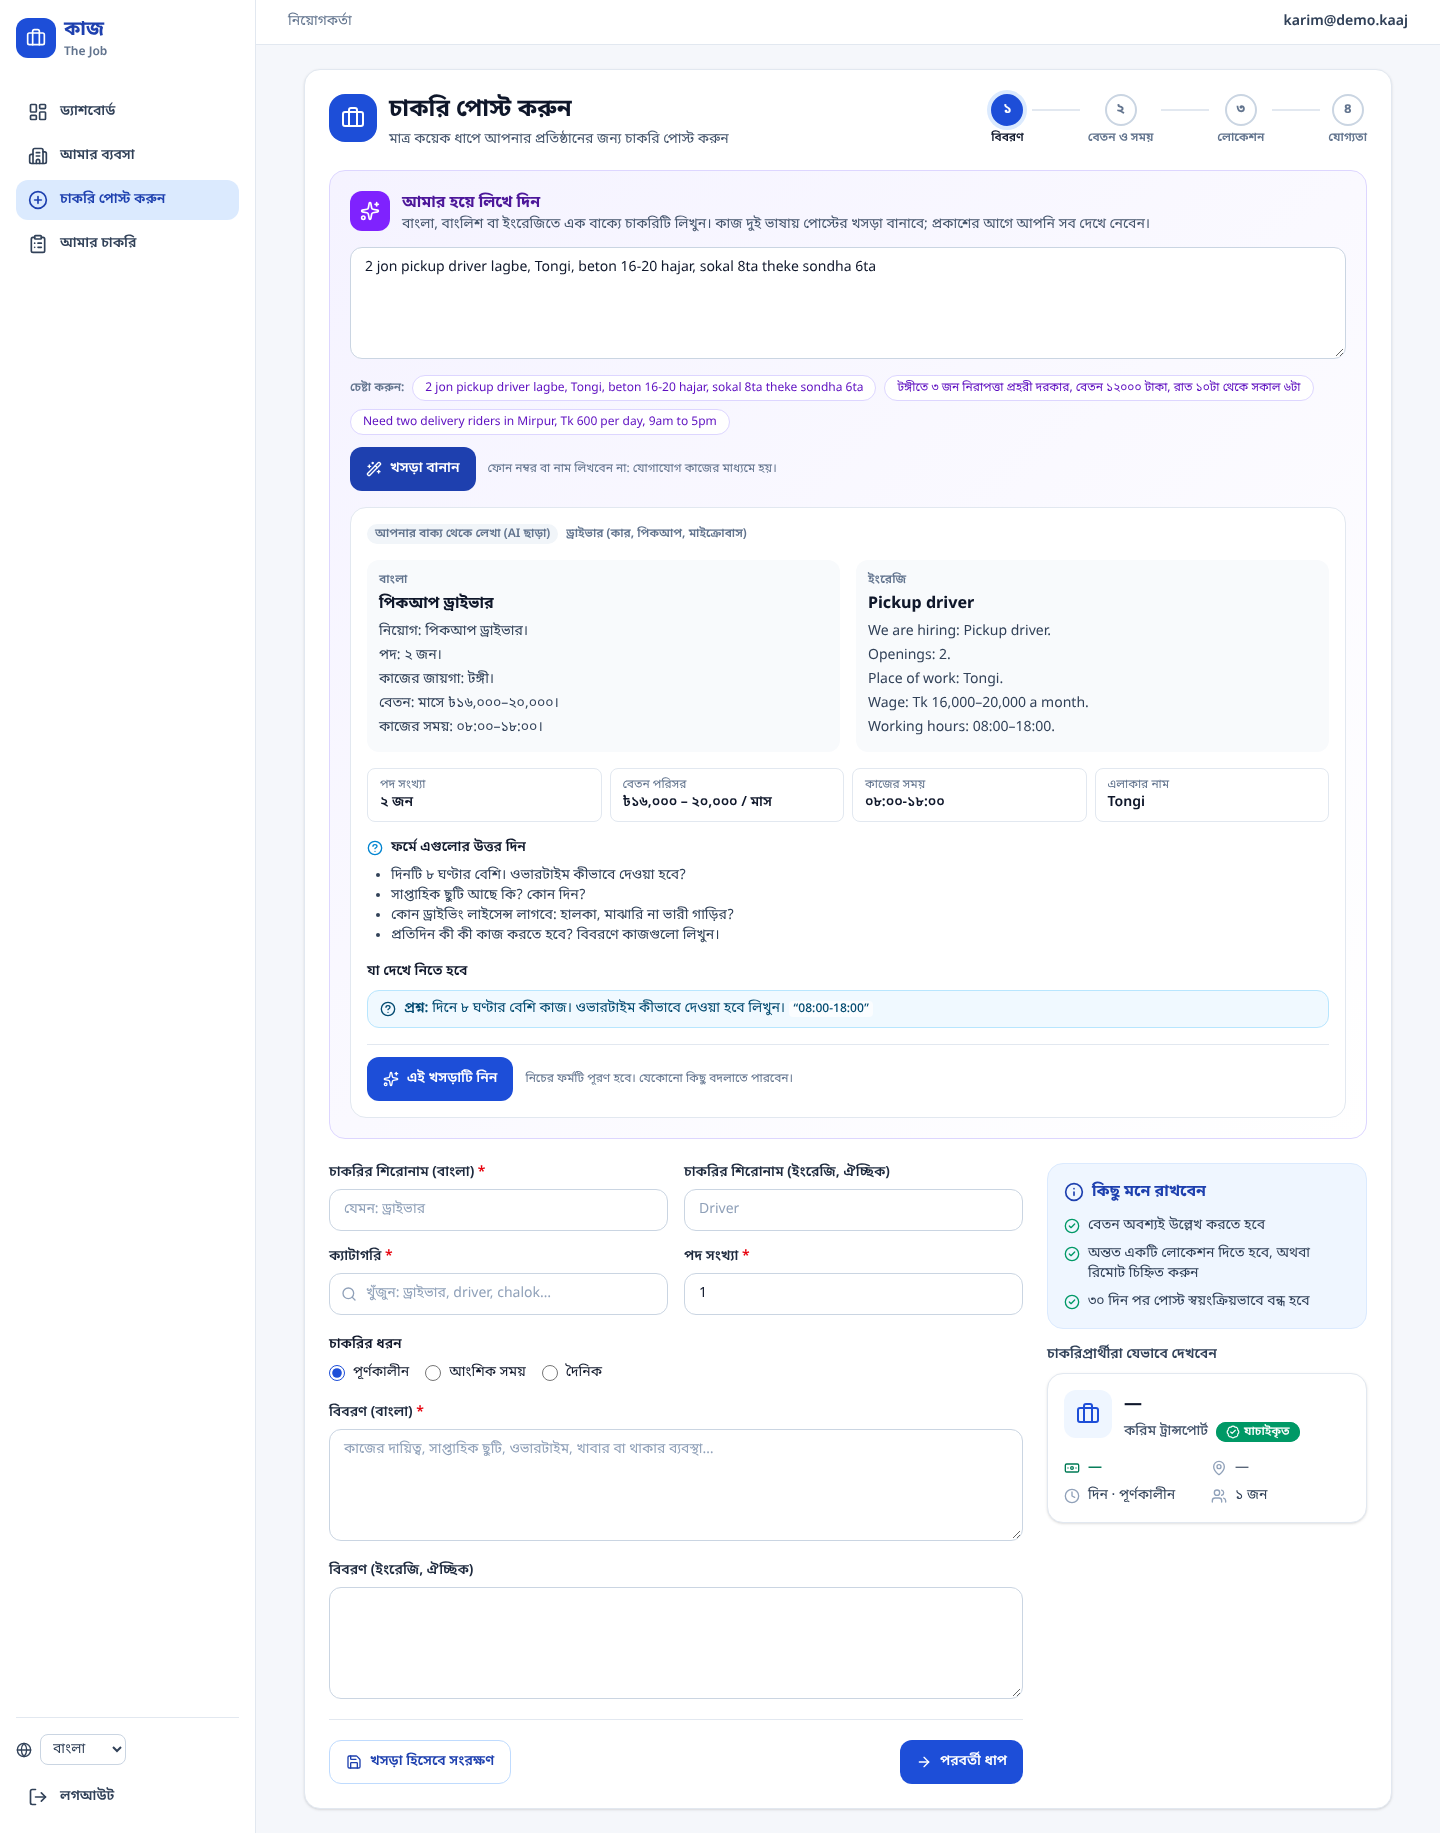 কাজ
The Job
ড্যাশবোর্ড
আমার ব্যবসা
চাকরি পোস্ট করুন
আমার চাকরি
বাংলা
লগআউট
নিয়োগকর্তা
karim@demo.kaaj
চাকরি পোস্ট করুন
মাত্র কয়েক ধাপে আপনার প্রতিষ্ঠানের জন্য চাকরি পোস্ট করুন
১ ২ ৩ ৪
বিবরণ বেতন ও সময় লোকেশন যোগ্যতা
আমার হয়ে লিখে দিন
বাংলা, বাংলিশ বা ইংরেজিতে এক বাক্যে চাকরিটি লিখুন। কাজ দুই ভাষায় পোস্টের খসড়া বানাবে; প্রকাশের আগে আপনি সব দেখে নেবেন।
2 jon pickup driver lagbe, Tongi, beton 16-20 hajar, sokal 8ta theke sondha 6ta
চেষ্টা করুন: 2 jon pickup driver lagbe, Tongi, beton 16-20 hajar, sokal 8ta theke sondha 6ta টঙ্গীতে ৩ জন নিরাপত্তা প্রহরী দরকার, বেতন ১২০০০ টাকা, রাত ১০টা থেকে সকাল ৬টা
Need two delivery riders in Mirpur, Tk 600 per day, 9am to 5pm
খসড়া বানান ফোন নম্বর বা নাম লিখবেন না: যোগাযোগ কাজের মাধ্যমে হয়।
আপনার বাক্য থেকে লেখা (AI ছাড়া) ড্রাইভার (কার, পিকআপ, মাইক্রোবাস)
বাংলা
পিকআপ ড্রাইভার
নিয়োগ: পিকআপ ড্রাইভার।
পদ: ২ জন।
কাজের জায়গা: টঙ্গী।
বেতন: মাসে ৳১৬,০০০–২০,০০০।
কাজের সময়: ০৮:০০–১৮:০০।
ইংরেজি
Pickup driver
We are hiring: Pickup driver.
Openings: 2.
Place of work: Tongi.
Wage: Tk 16,000–20,000 a month.
Working hours: 08:00–18:00.
পদ সংখ্যা
২ জন
বেতন পরিসর
৳১৬,০০০ – ২০,০০০ / মাস
কাজের সময়
০৮:০০-১৮:০০
এলাকার নাম
Tongi
ফর্মে এগুলোর উত্তর দিন
দিনটি ৮ ঘণ্টার বেশি। ওভারটাইম কীভাবে দেওয়া হবে?
সাপ্তাহিক ছুটি আছে কি? কোন দিন?
কোন ড্রাইভিং লাইসেন্স লাগবে: হালকা, মাঝারি না ভারী গাড়ির?
প্রতিদিন কী কী কাজ করতে হবে? বিবরণে কাজগুলো লিখুন।
যা দেখে নিতে হবে
প্রশ্ন: দিনে ৮ ঘণ্টার বেশি কাজ। ওভারটাইম কীভাবে দেওয়া হবে লিখুন। “08:00-18:00”
এই খসড়াটি নিন নিচের ফর্মটি পূরণ হবে। যেকোনো কিছু বদলাতে পারবেন।
চাকরির শিরোনাম (বাংলা) *
যেমন: ড্রাইভার
চাকরির শিরোনাম (ইংরেজি, ঐচ্ছিক)
Driver
ক্যাটাগরি *
খুঁজুন: ড্রাইভার, driver, chalok...
পদ সংখ্যা *
1
চাকরির ধরন
পূর্ণকালীন আংশিক সময় দৈনিক
বিবরণ (বাংলা) *
কাজের দায়িত্ব, সাপ্তাহিক ছুটি, ওভারটাইম, খাবার বা থাকার ব্যবস্থা...
বিবরণ (ইংরেজি, ঐচ্ছিক)
খসড়া হিসেবে সংরক্ষণ
পরবর্তী ধাপ
কিছু মনে রাখবেন
বেতন অবশ্যই উল্লেখ করতে হবে
অন্তত একটি লোকেশন দিতে হবে, অথবা
রিমোট চিহ্নিত করুন
৩০ দিন পর পোস্ট স্বয়ংক্রিয়ভাবে বন্ধ হবে
চাকরিপ্রার্থীরা যেভাবে দেখবেন
—
করিম ট্রান্সপোর্ট যাচাইকৃত
— —
দিন · পূর্ণকালীন ১ জন